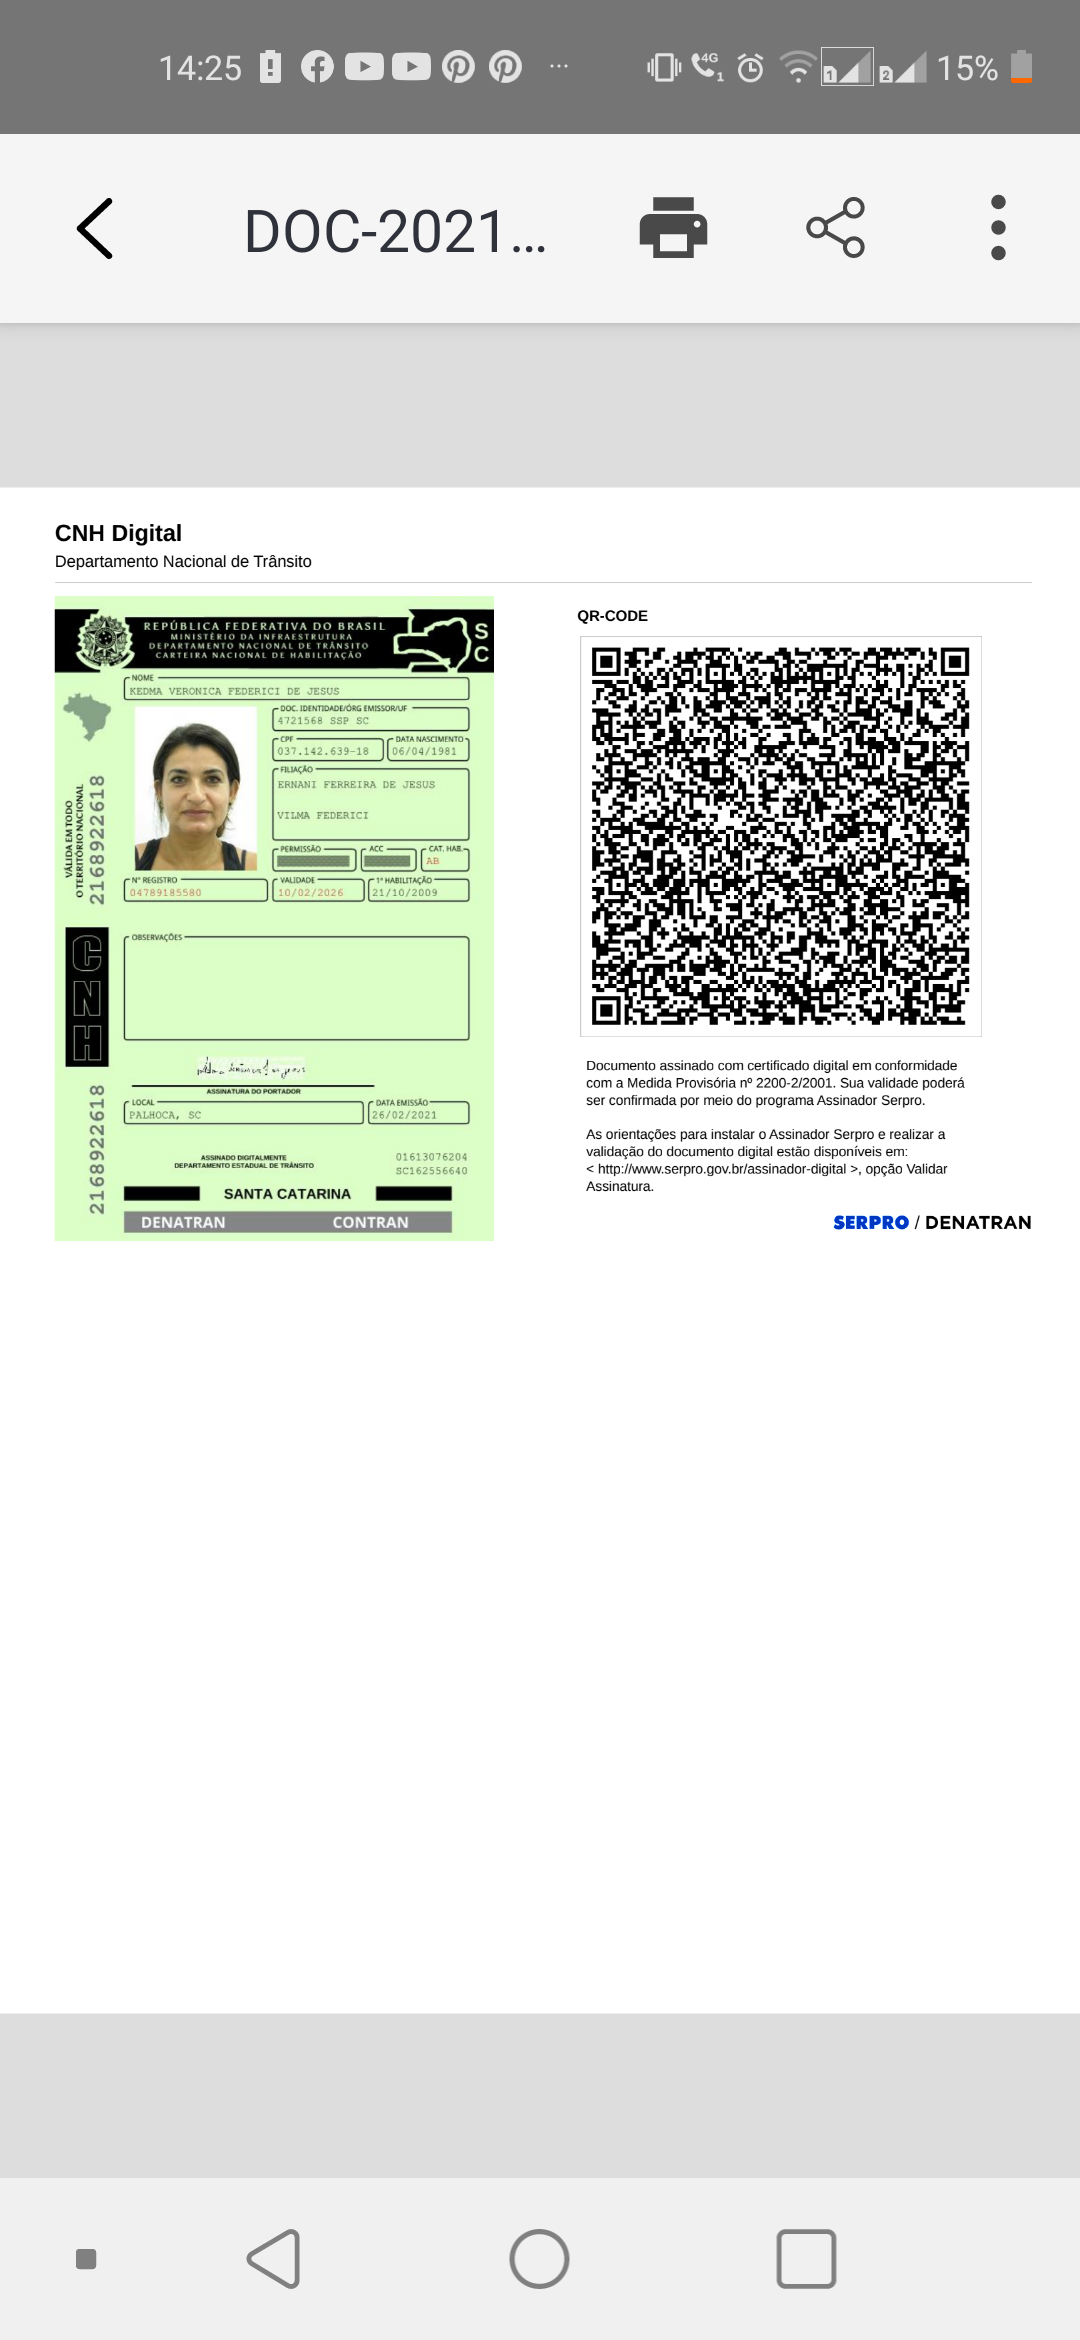 14:25
4G
1
1
2
15%
DOC-2021...
CNH Digital
Departamento Nacional de Trânsito
REPÚBLICA FEDERATIVA DO BRASIL
MINISTÉRIO DA INFRAESTRUTURA
DEPARTAMENTO NACIONAL DE TRÂNSITO
CARTEIRA NACIONAL DE HABILITAÇÃO
S
C
NOME
KEDMA VERONICA FEDERICI DE JESUS
DOC. IDENTIDADE/ÓRG EMISSOR/UF
4721568 SSP SC
CPF
DATA NASCIMENTO
037.142.639-18
06/04/1981
FILIAÇÃO
ERNANI FERREIRA DE JESUS
VILMA FEDERICI
PERMISSÃO
ACC
CAT. HAB.
AB
Nº REGISTRO
VALIDADE
1ª HABILITAÇÃO
04789185580
10/02/2026
21/10/2009
VÁLIDA EM TODO
O TERRITÓRIO NACIONAL
2168922618
CNH
OBSERVAÇÕES
ASSINATURA DO PORTADOR
LOCAL
DATA EMISSÃO
PALHOCA, SC
26/02/2021
2168922618
ASSINADO DIGITALMENTE
DEPARTAMENTO ESTADUAL DE TRÂNSITO
01613076204
SC162556640
SANTA CATARINA
DENATRAN
CONTRAN
QR-CODE
Documento assinado com certificado digital em conformidade
com a Medida Provisória nº 2200-2/2001. Sua validade poderá
ser confirmada por meio do programa Assinador Serpro.
As orientações para instalar o Assinador Serpro e realizar a
validação do documento digital estão disponíveis em:
< http://www.serpro.gov.br/assinador-digital >, opção Validar
Assinatura.
SERPRO / DENATRAN